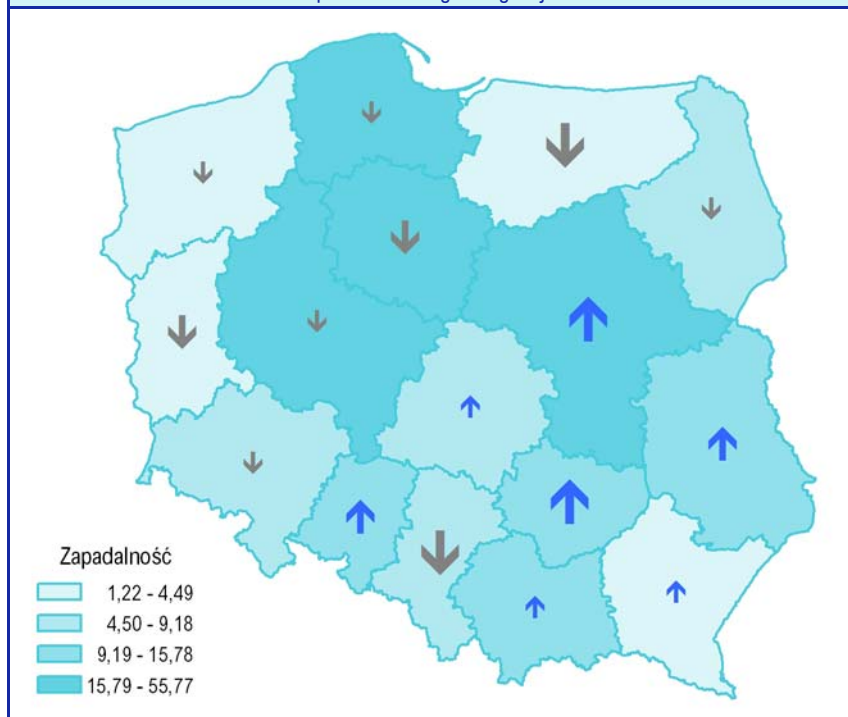 Zapadalność
1,22 - 4,49
4,50 - 9,18
9,19 - 15,78
15,79 - 55,77